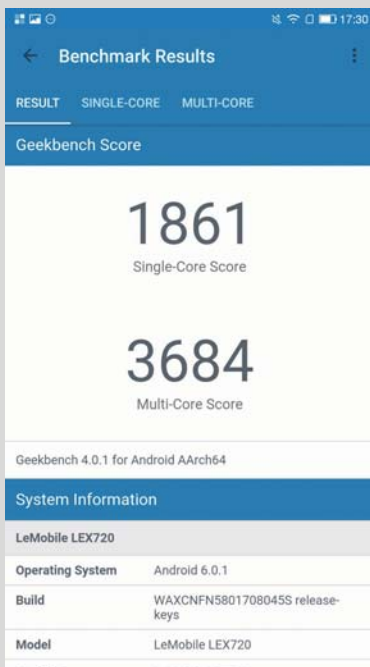 17:30
Benchmark Results
RESULT SINGLE-CORE MULTI-CORE
Geekbench Score
1861
Single-Core Score
3684
Multi-Core Score
Geekbench 4.0.1 for Android AArch64
System Information
LeMobile LEX720
Operating System Android 6.0.1
Build WAXCNFN5801708045S release-
keys
Model LeMobile LEX720